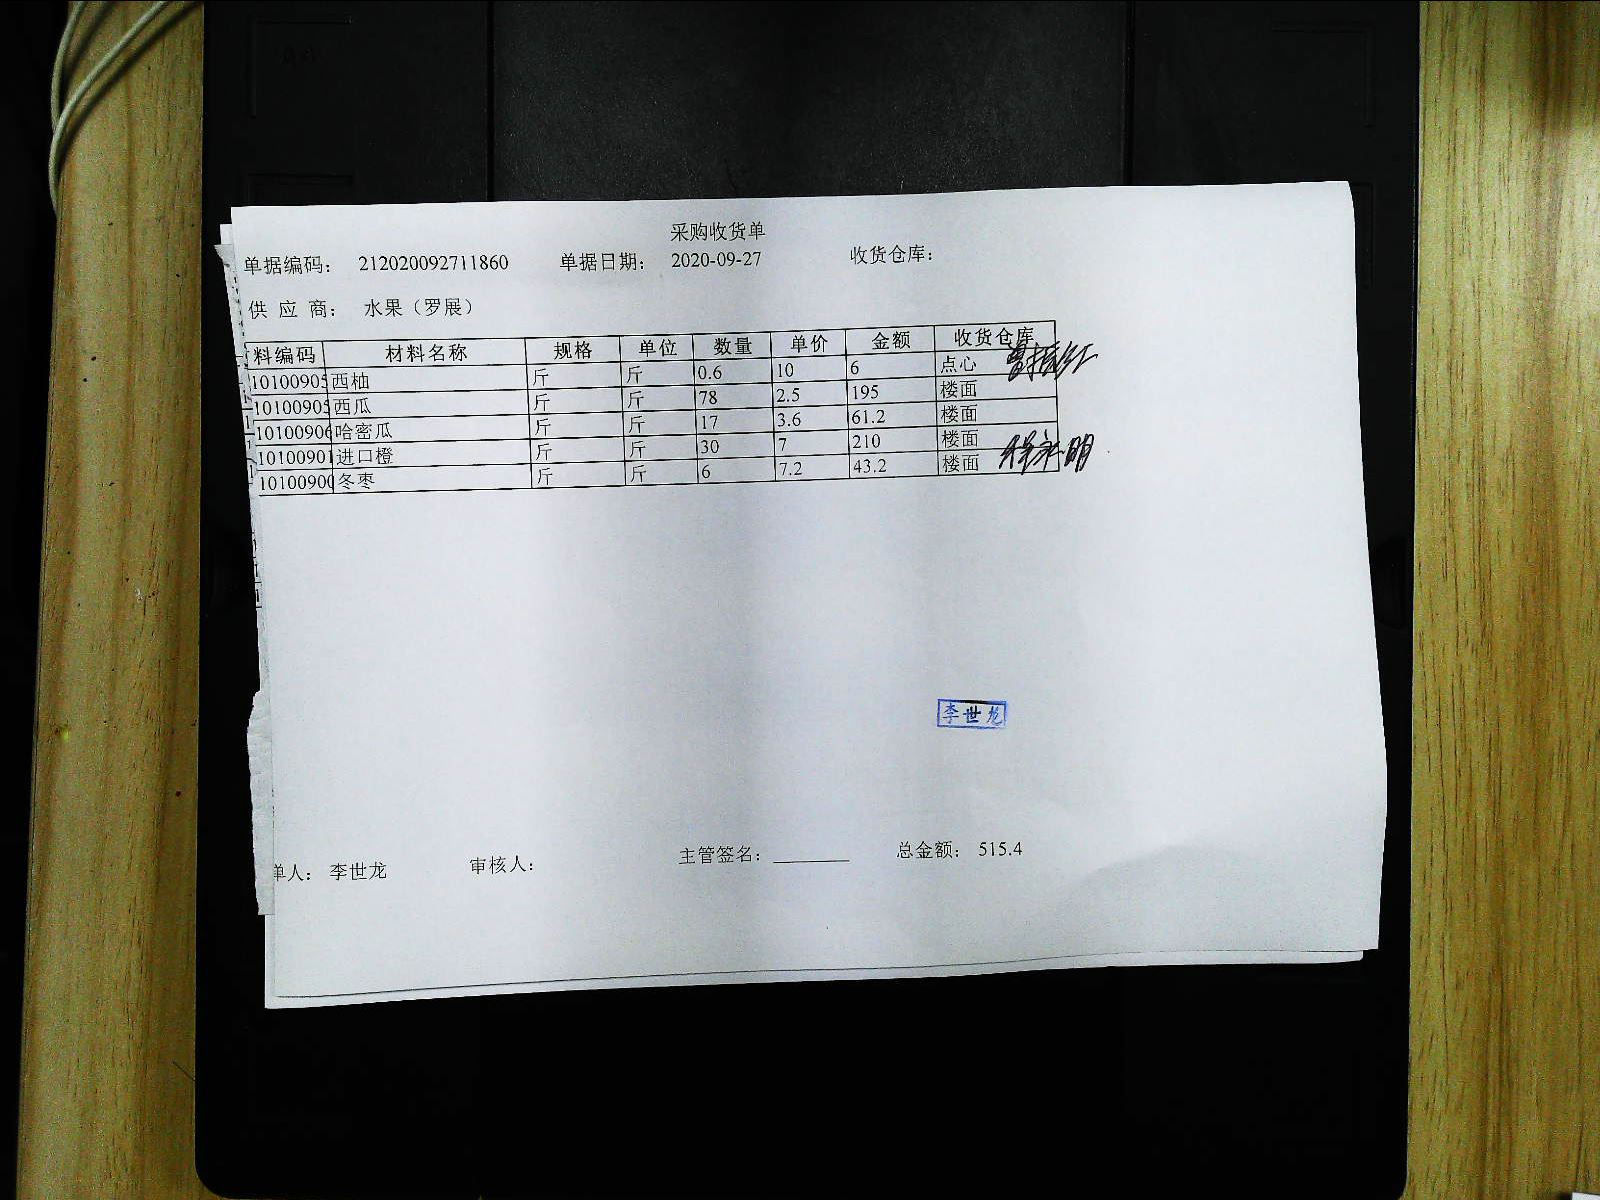 采购收货单
单据编码： 212020092711860 单据日期： 2020-09-27 收货仓库：
供 应 商： 水果（罗展）
料编码 材料名称 规格 单位 数量 单价 金额 收货仓库
10100905 西柚 斤 斤 0.6 10 6 点心
10100905 西瓜 斤 斤 78 2.5 195 楼面
10100906 哈密瓜 斤 斤 17 3.6 61.2 楼面
10100901 进口橙 斤 斤 30 7 210 楼面
10100900 冬枣 斤 斤 6 7.2 43.2 楼面
李世龙
单人： 李世龙 审核人： 主管签名： 总金额： 515.4